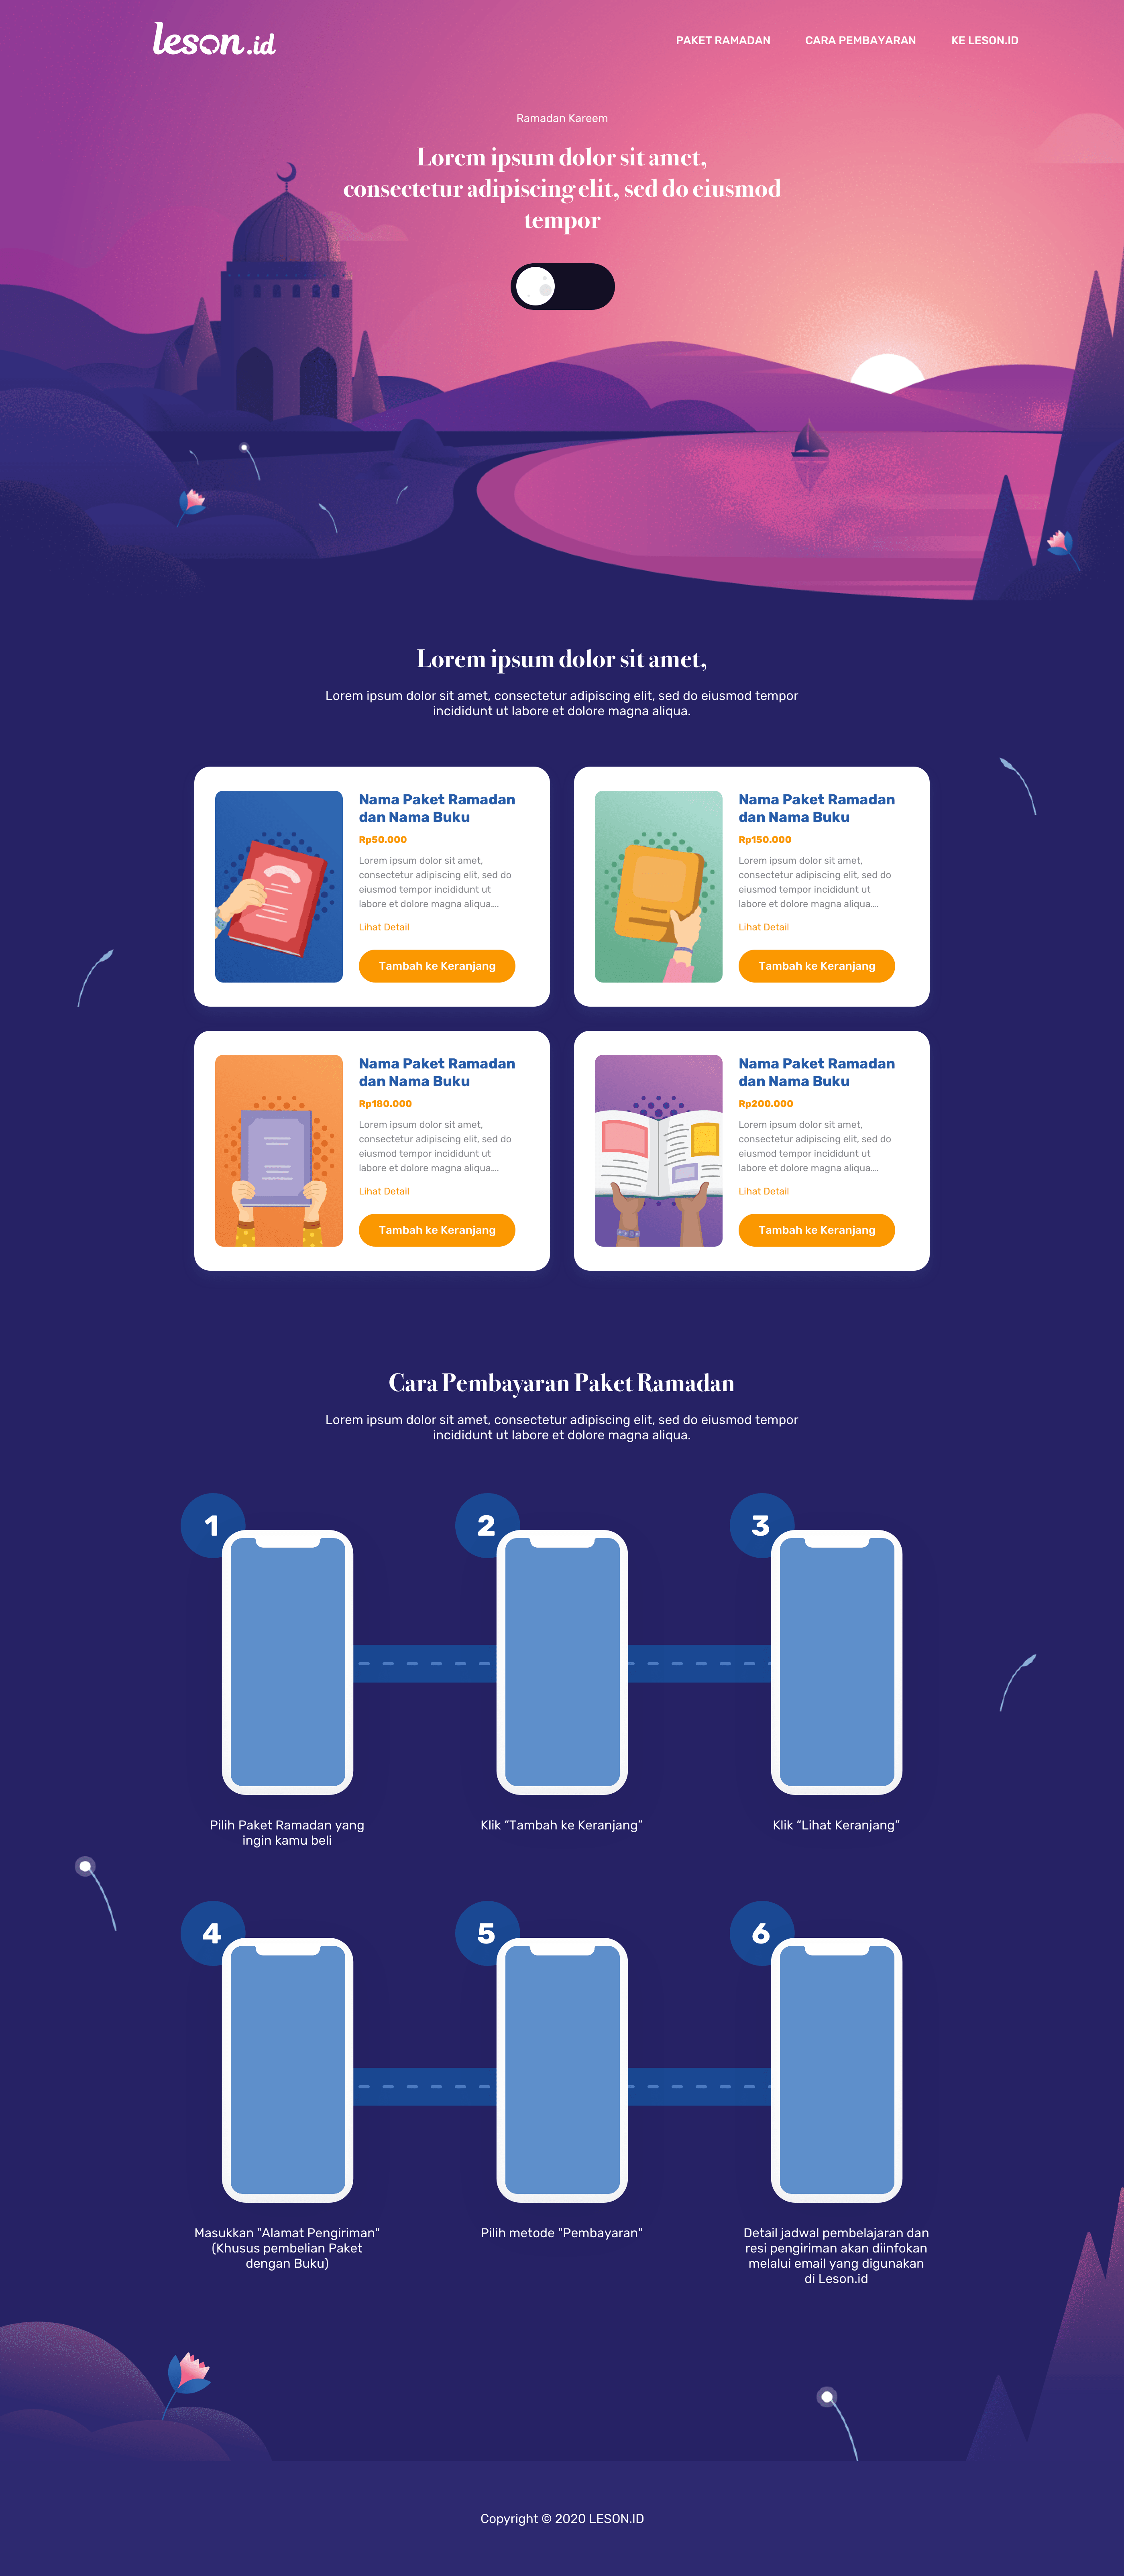 leson.id
PAKET RAMADAN
CARA PEMBAYARAN
KE LESON.ID
Ramadan Kareem
Lorem ipsum dolor sit amet,
consectetur adipiscing elit, sed do eiusmod
tempor
Lorem ipsum dolor sit amet,
Lorem ipsum dolor sit amet, consectetur adipiscing elit, sed do eiusmod tempor
incididunt ut labore et dolore magna aliqua.
Nama Paket Ramadan
dan Nama Buku
Rp50.000
Lorem ipsum dolor sit amet,
consectetur adipiscing elit, sed do
eiusmod tempor incididunt ut
labore et dolore magna aliqua....
Lihat Detail
Tambah ke Keranjang
Nama Paket Ramadan
dan Nama Buku
Rp150.000
Lorem ipsum dolor sit amet,
consectetur adipiscing elit, sed do
eiusmod tempor incididunt ut
labore et dolore magna aliqua....
Lihat Detail
Tambah ke Keranjang
Nama Paket Ramadan
dan Nama Buku
Rp180.000
Lorem ipsum dolor sit amet,
consectetur adipiscing elit, sed do
eiusmod tempor incididunt ut
labore et dolore magna aliqua....
Lihat Detail
Tambah ke Keranjang
Nama Paket Ramadan
dan Nama Buku
Rp200.000
Lorem ipsum dolor sit amet,
consectetur adipiscing elit, sed do
eiusmod tempor incididunt ut
labore et dolore magna aliqua....
Lihat Detail
Tambah ke Keranjang
Cara Pembayaran Paket Ramadan
Lorem ipsum dolor sit amet, consectetur adipiscing elit, sed do eiusmod tempor
incididunt ut labore et dolore magna aliqua.
1
Pilih Paket Ramadan yang
ingin kamu beli
2
Klik “Tambah ke Keranjang”
3
Klik “Lihat Keranjang”
4
Masukkan "Alamat Pengiriman"
(Khusus pembelian Paket
dengan Buku)
5
Pilih metode "Pembayaran"
6
Detail jadwal pembelajaran dan
resi pengiriman akan diinfokan
melalui email yang digunakan
di Leson.id
Copyright © 2020 LESON.ID